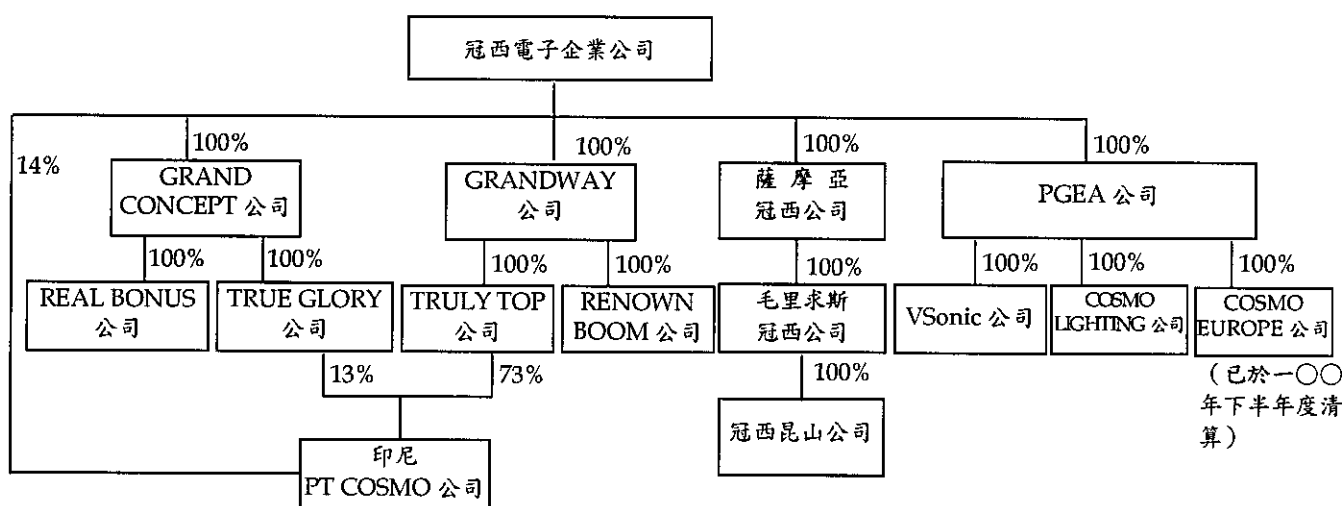 冠西電子企業公司
100%
100%
100%
100%
14%
GRAND
CONCEPT 公司
GRANDWAY
公司
薩摩亞
冠西公司
PGEA 公司
100%
100%
100%
100%
100%
100%
100%
100%
REAL BONUS
公司
TRUE GLORY
公司
TRULY TOP
公司
RENOWN
BOOM 公司
毛里求斯
冠西公司
VSonic 公司
COSMO
LIGHTING 公司
COSMO
EUROPE 公司
(已於一○○
年下半年度清
算)
13%
73%
100%
冠西昆山公司
印尼
PT COSMO 公司